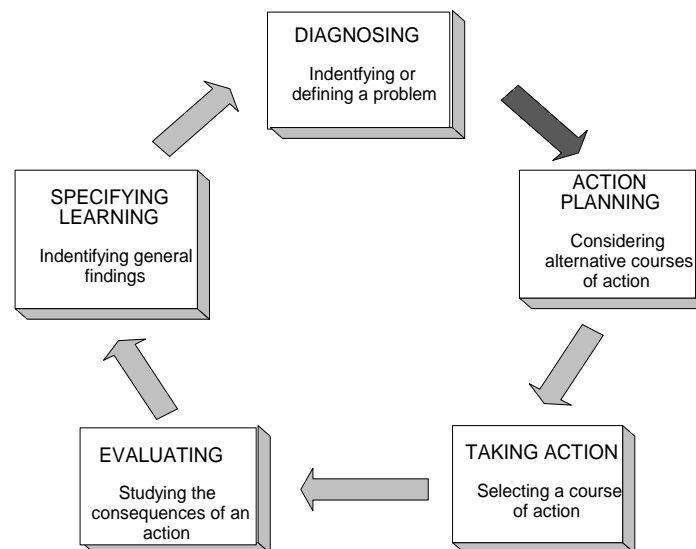 DIAGNOSING
Indentfying or
defining a problem
ACTION
PLANNING
Considering
alternative courses
of action
TAKING ACTION
Selecting a course
of action
EVALUATING
Studying the
consequences of an
action
SPECIFYING
LEARNING
Indentifying general
findings